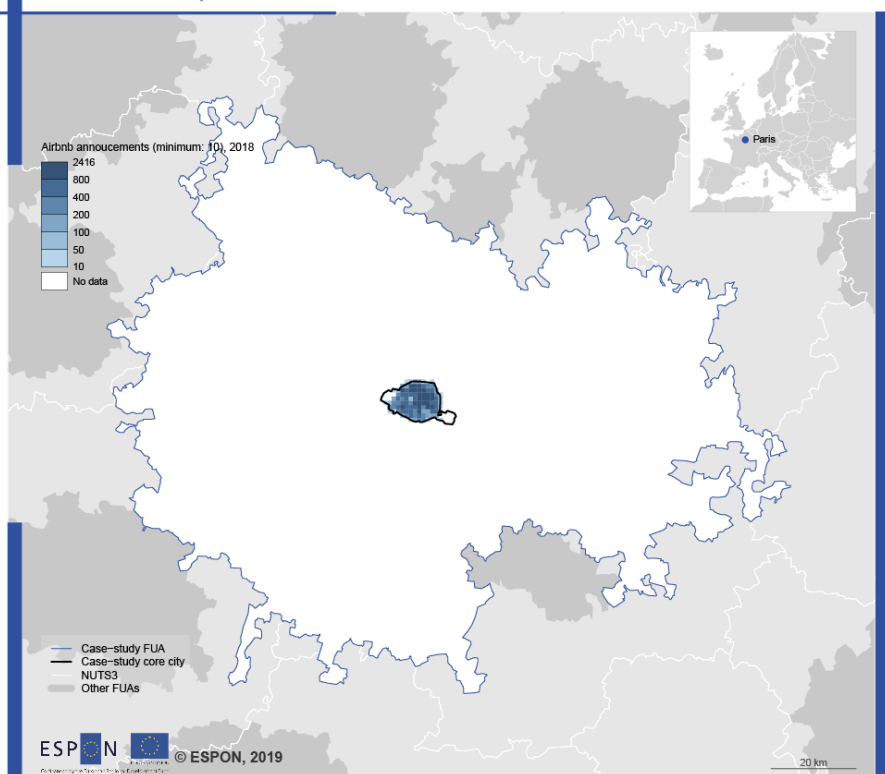 Paris
Airbnb annoucements (minimum: 10), 2018
2416
800
400
200
100
50
10
No data
Case-study FUA
Case-study core city
NUTS3
Other FUAs
ESPON
© ESPON, 2019
20 km